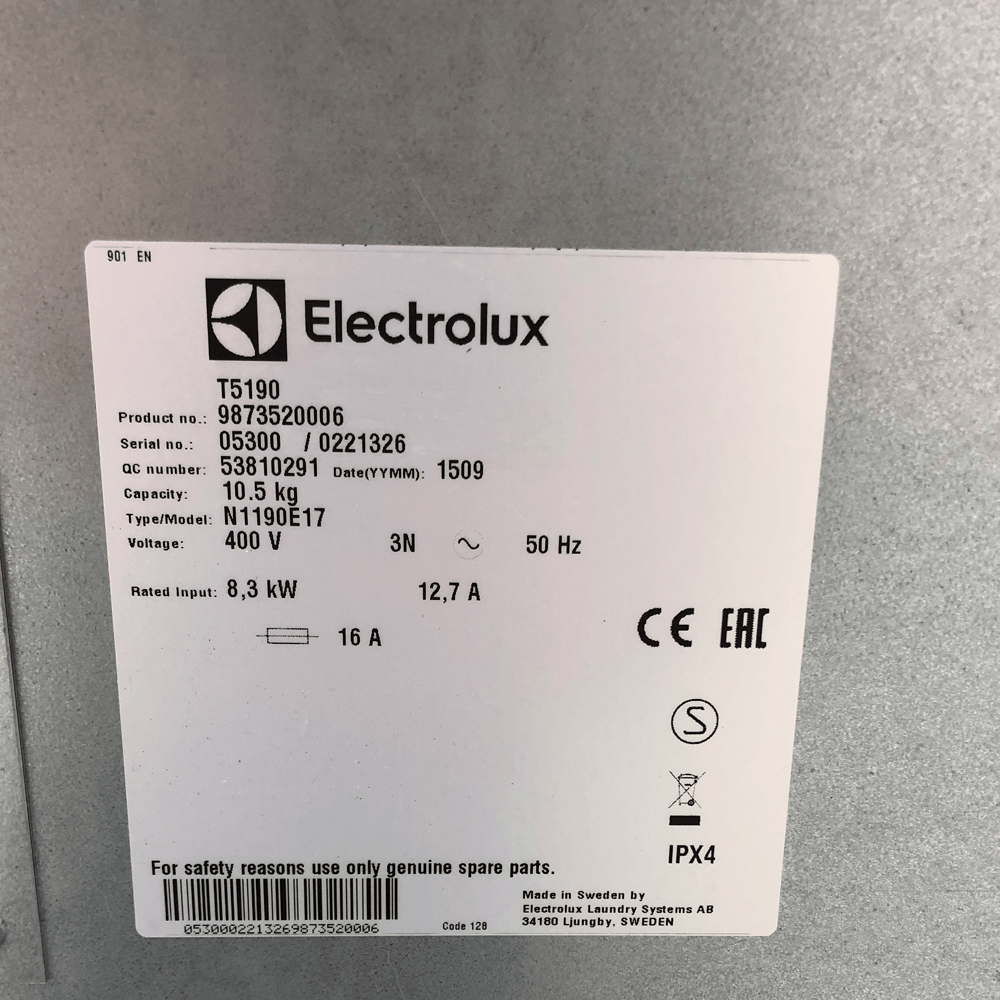 901 EN
Electrolux
T5190
Product no.: 9873520006
Serial no.: 05300 / 0221326
QC number: 53810291 Date(YYMM): 1509
Capacity: 10.5 kg
Type/Model: N1190E17
Voltage: 400 V 3N ~ 50 Hz
Rated Input: 8,3 kW 12,7 A
16 A
CE EAC
S
IPX4
For safety reasons use only genuine spare parts.
0530002213269873520006
Code 128
Made in Sweden by
Electrolux Laundry Systems AB
34180 Ljungby, SWEDEN